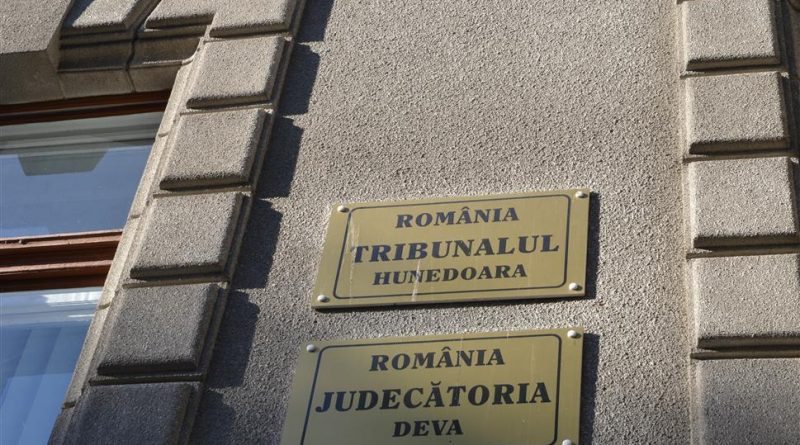 ROMÂNIA
TRIBUNALUL
HUNEDOARA
ROMÂNIA
JUDECĂTORIA
DEVA